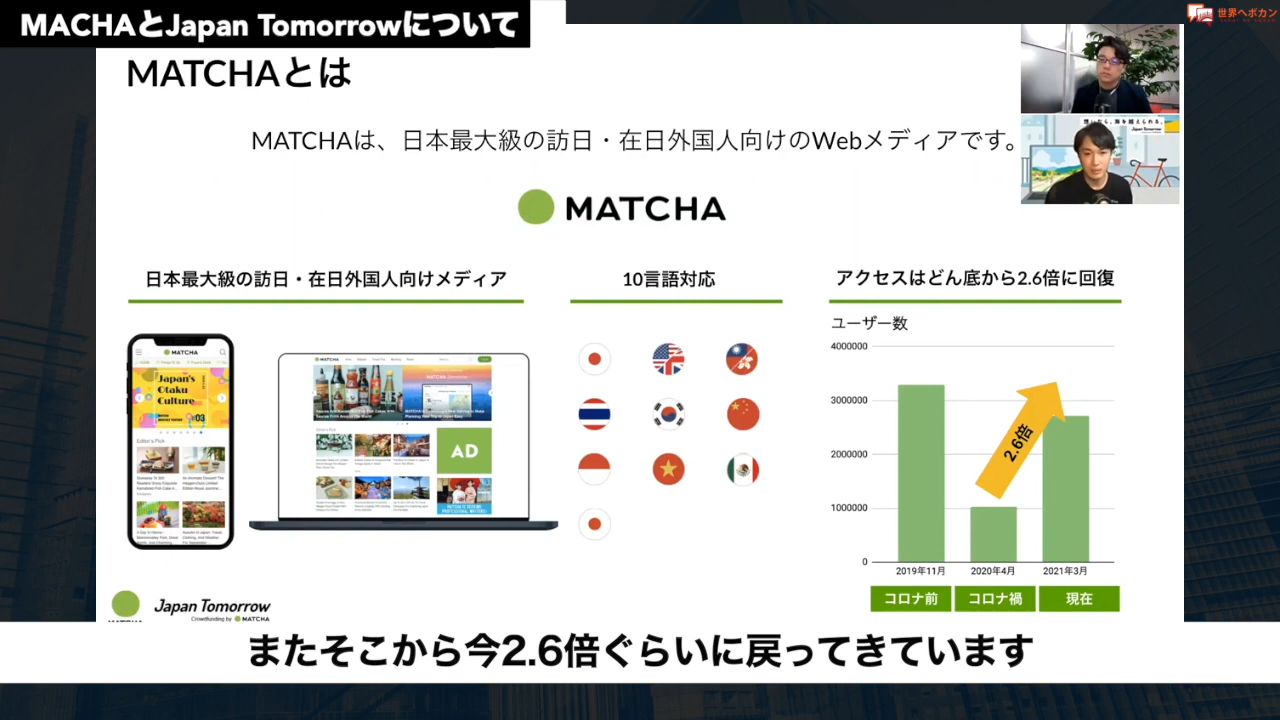 MACHAとJapan Tomorrowについて
世界へボカン
MATCHAとは
MATCHAは、日本最大級の訪日・在日外国人向けのWebメディアです。
MATCHA
日本最大級の訪日・在日外国人向けメディア
10言語対応
アクセスはどん底から2.6倍に回復
ユーザー数
4000000
3000000
2000000
1000000
0
2.6倍
2019年11月
2020年4月
2021年3月
コロナ前
コロナ禍
現在
MATCHA
Japan's
Otaku
Culture
Editor's Pick
MATCHA
AD
Japan Tomorrow
Japan Tomorrow
Crowdfunding by MATCHA
またそこから今2.6倍ぐらいに戻ってきています